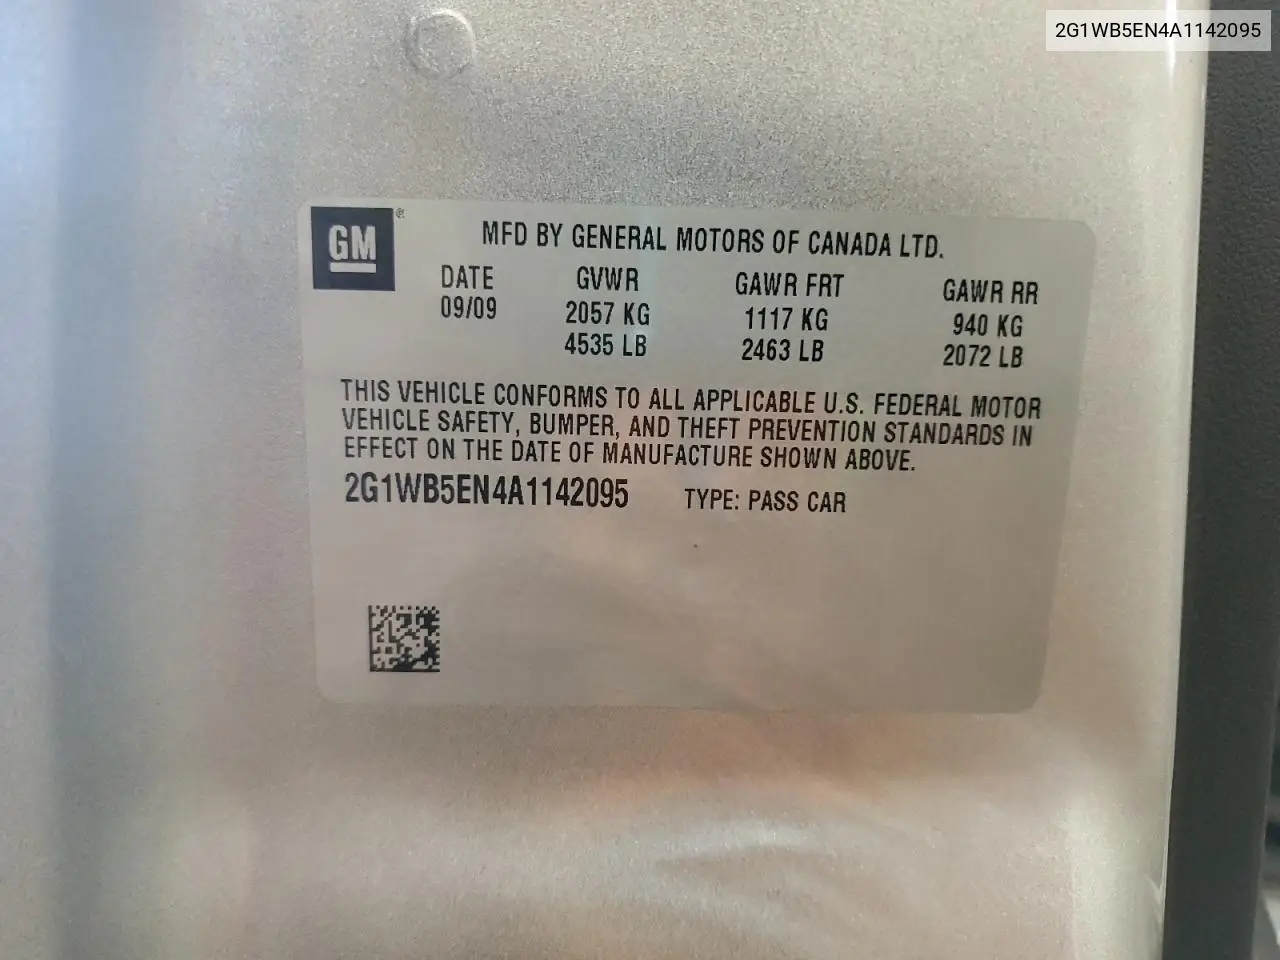 2G1WB5EN4A1142095
GM®
MFD BY GENERAL MOTORS OF CANADA LTD.
DATE GVWR GAWR FRT GAWR RR
09/09 2057 KG 1117 KG 940 KG
4535 LB 2463 LB 2072 LB
THIS VEHICLE CONFORMS TO ALL APPLICABLE U.S. FEDERAL MOTOR
VEHICLE SAFETY, BUMPER, AND THEFT PREVENTION STANDARDS IN
EFFECT ON THE DATE OF MANUFACTURE SHOWN ABOVE.
2G1WB5EN4A1142095 TYPE: PASS CAR